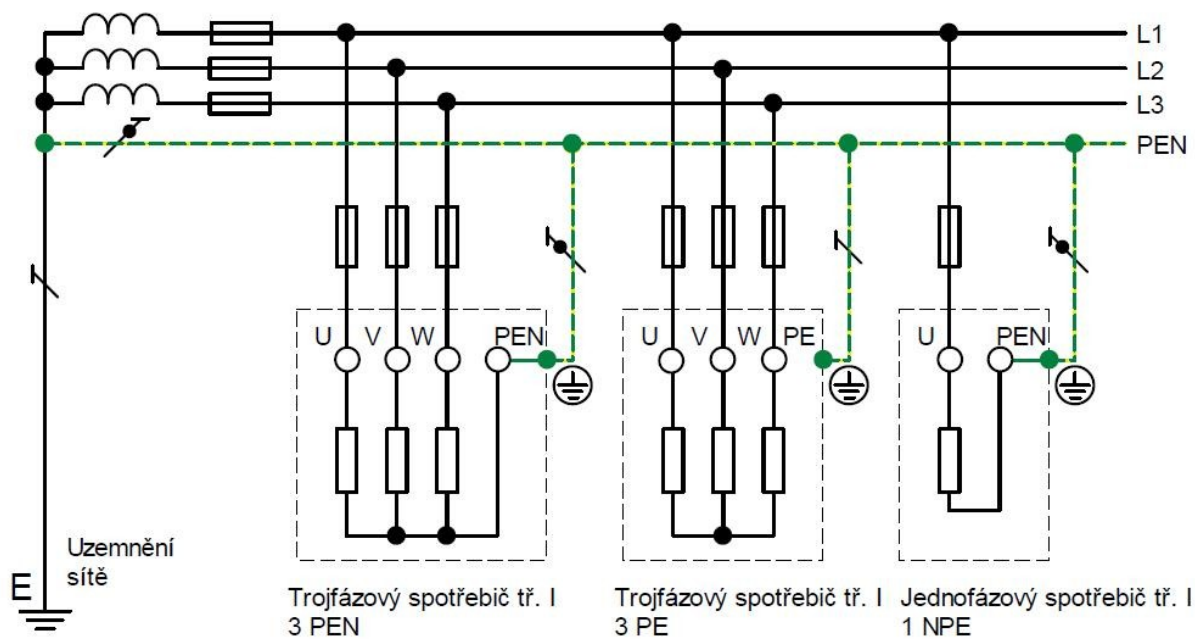 L1
L2
L3
PEN
U V W PEN
U V W PE
U PEN
Uzemnění
sítě
E
Trojfázový spotřebič tř. I
3 PEN
Trojfázový spotřebič tř. I
3 PE
Jednofázový spotřebič tř. I
1 NPE